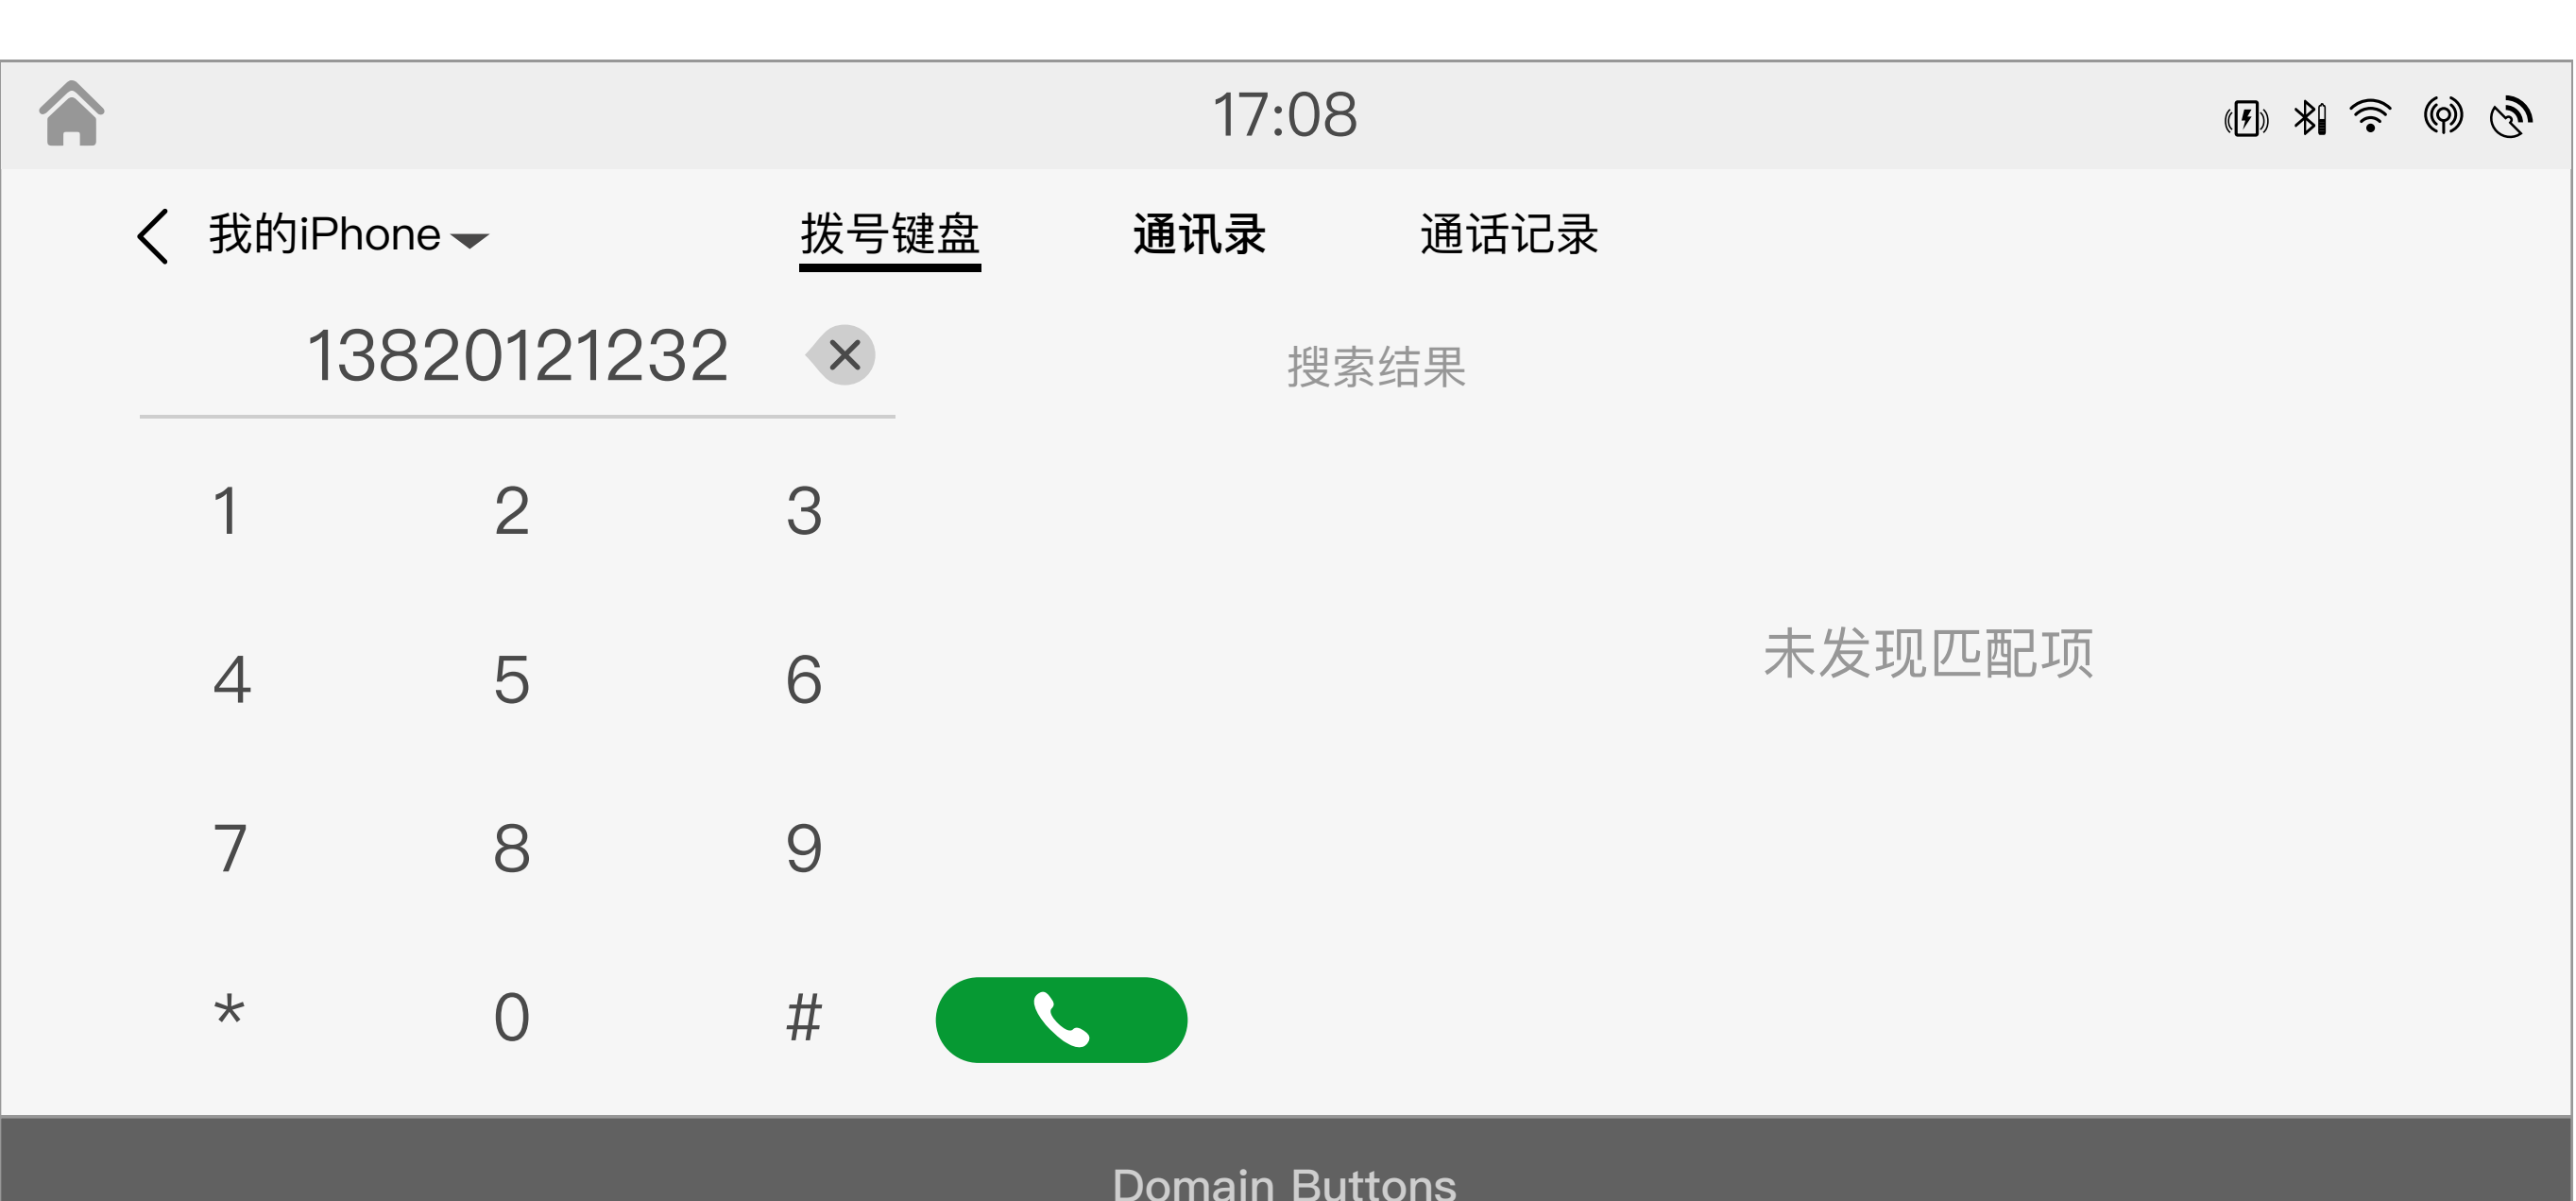 17:08
我的iPhone
拨号键盘 通讯录 通话记录
13820121232
搜索结果
1 2 3
4 5 6
未发现匹配项
7 8 9
* 0 #
Domain Buttons